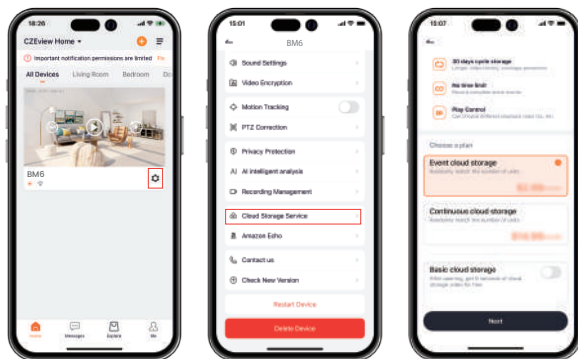 18:26
CZEview Home
Important notification permissions are limited Fix
All Devices Living Room Bedroom
BM6
Home Messages Explore Me
15:01
BM6
Sound Settings
Video Encryption
Motion Tracking
PTZ Correction
Privacy Protection
AI AI intelligent analysis
Recording Management
Cloud Storage Service
Amazon Echo
Contact us
Check New Version
Restart Device
Delete Device
15:07
30 days cycle storage
No time limit
Play Control
Choose a plan
Event cloud storage
Continuous cloud storage
Basic cloud storage
Next